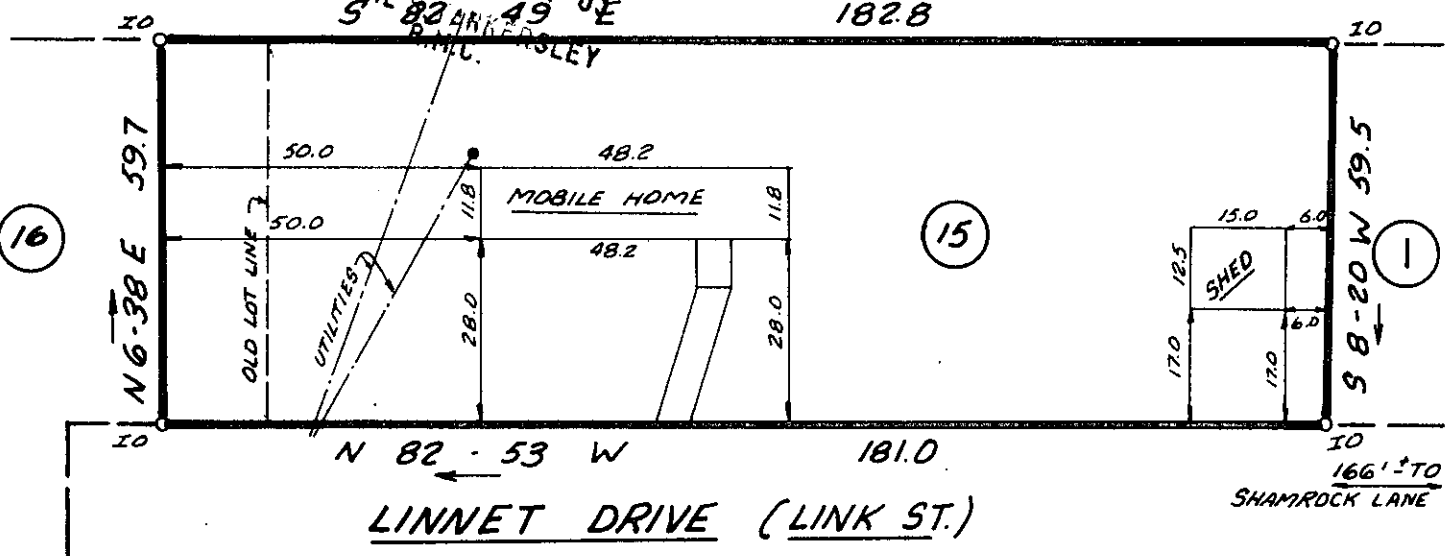 S 82 49 E 182.8
ANKERSLEY
R.M.C.
IO
IO
N 6-38 E 59.7
S 8-20 W 59.5
50.0 48.2
11.8 MOBILE HOME 11.8
50.0
48.2
16
15
1
OLD LOT LINE
UTILITIES
28.0
28.0
15.0 6.0
12.5
SHED
6.0
17.0
17.0
IO
IO
N 82 - 53 W 181.0
166' ± TO
SHAMROCK LANE
LINNET DRIVE (LINK ST.)